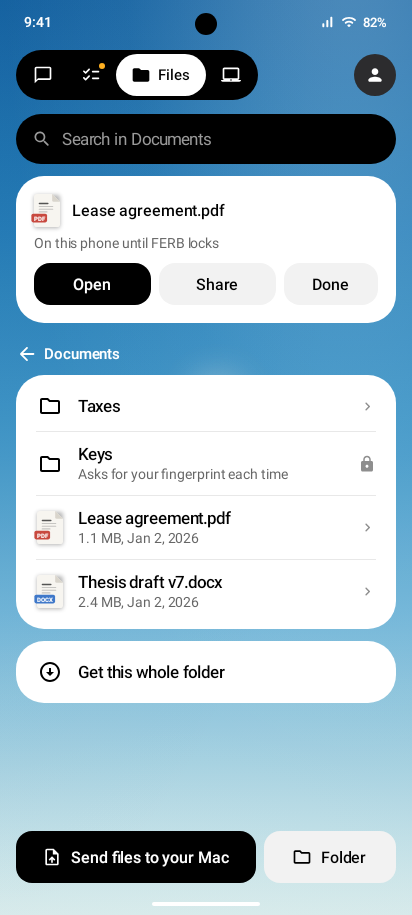 9:41
82%
Files
Search in Documents
PDF
Lease agreement.pdf
On this phone until FERB locks
Open
Share
Done
Documents
Taxes
Keys
Asks for your fingerprint each time
PDF
Lease agreement.pdf
1.1 MB, Jan 2, 2026
DOCX
Thesis draft v7.docx
2.4 MB, Jan 2, 2026
Get this whole folder
Send files to your Mac
Folder